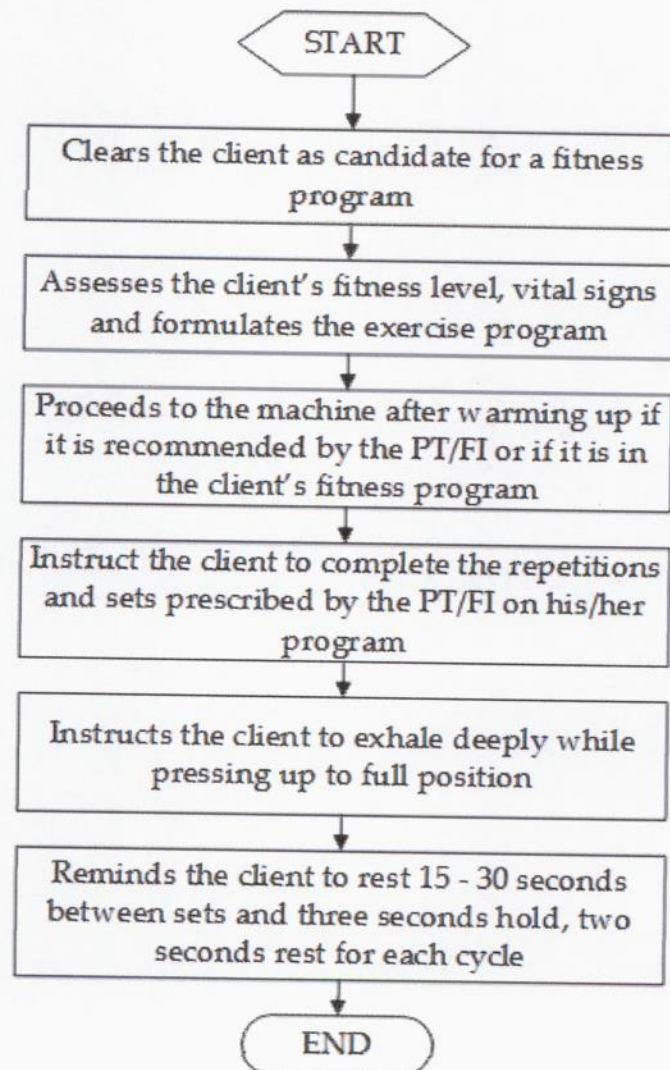 START
Clears the client as candidate for a fitness
program
Assesses the client's fitness level, vital signs
and formulates the exercise program
Proceeds to the machine after warming up if
it is recommended by the PT/FI or if it is in
the client's fitness program
Instruct the client to complete the repetitions
and sets prescribed by the PT/FI on his/her
program
Instructs the client to exhale deeply while
pressing up to full position
Reminds the client to rest 15 - 30 seconds
between sets and three seconds hold, two
seconds rest for each cycle
END